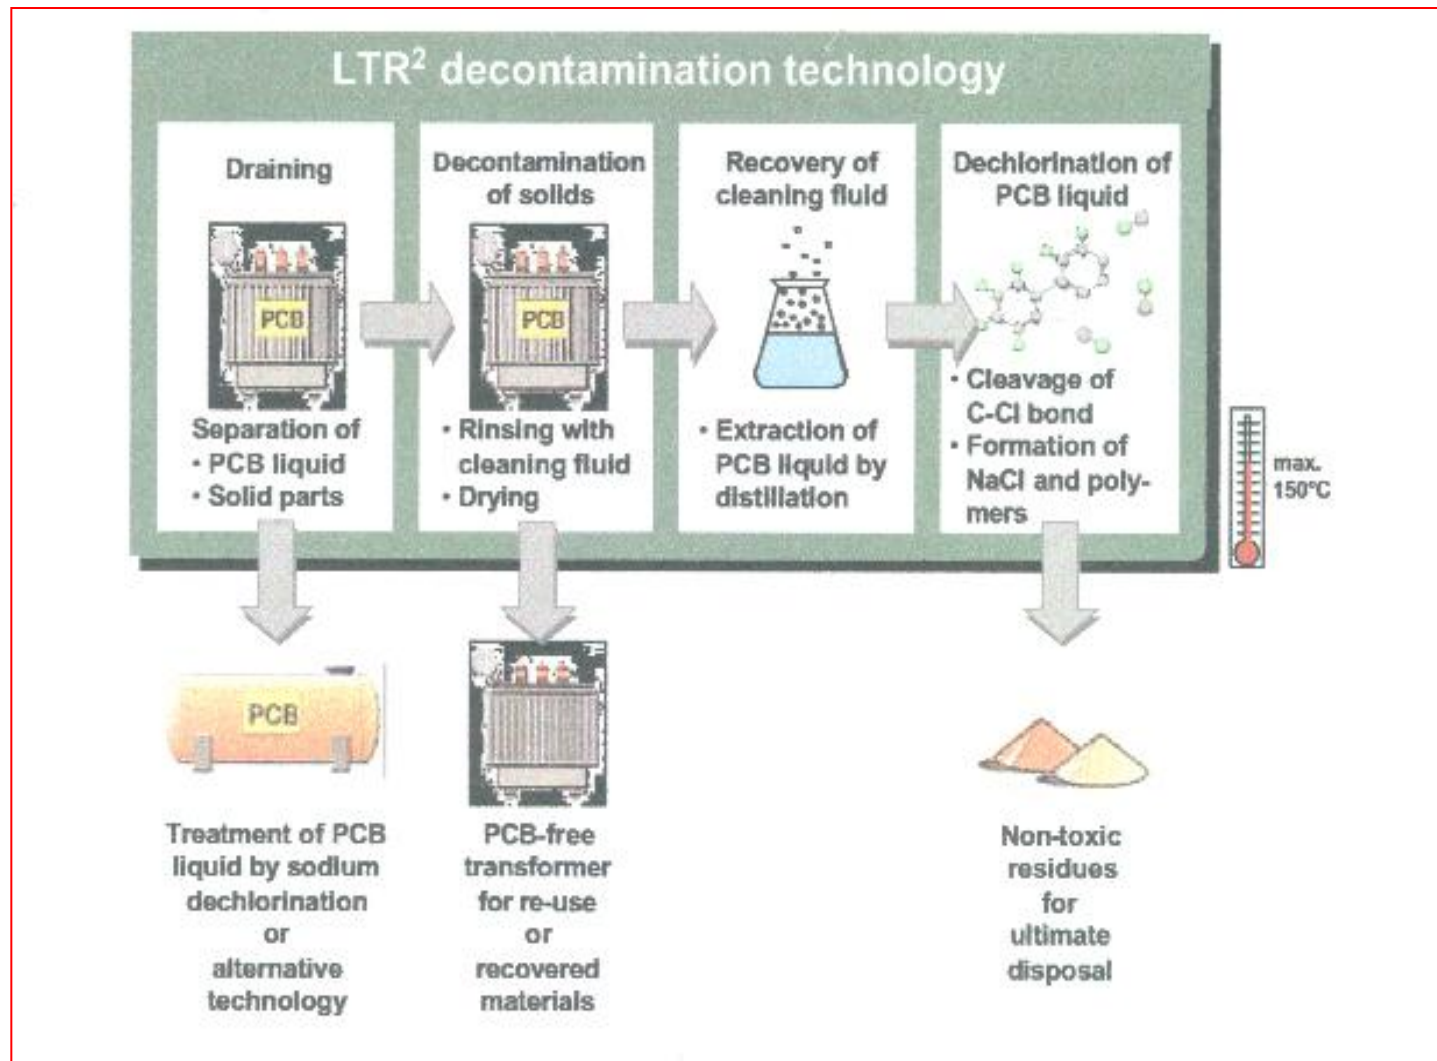 LTR² decontamination technology
Draining
PCB
Separation of
• PCB liquid
• Solid parts
Decontamination
of solids
PCB
• Rinsing with
cleaning fluid
• Drying
Recovery of
cleaning fluid
• Extraction of
PCB liquid by
distillation
Dechlorination of
PCB liquid
• Cleavage of
C-Cl bond
• Formation of
NaCl and poly-
mers
max.
150°C
PCB
Treatment of PCB
liquid by sodium
dechlorination
or
alternative
technology
PCB-free
transformer
for re-use
or
recovered
materials
Non-toxic
residues
for
ultimate
disposal